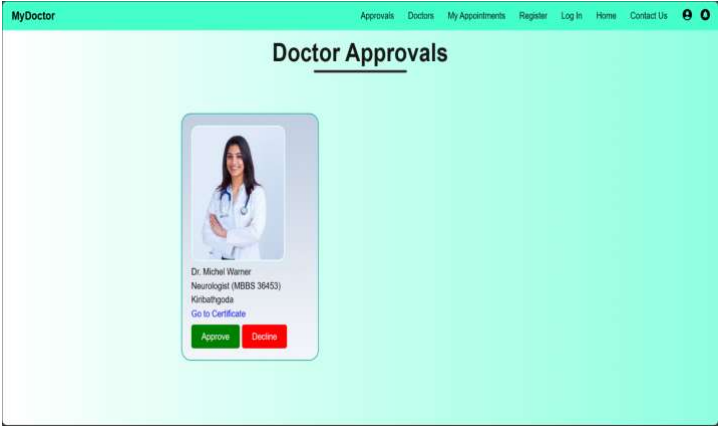 MyDoctor
Approvals Doctors My Appointments Register Log In Home Contact Us
Doctor Approvals
Dr. Michel Warner
Neurologist (MBBS 36453)
Kiribathgoda
Go to Certificate
Approve Decline